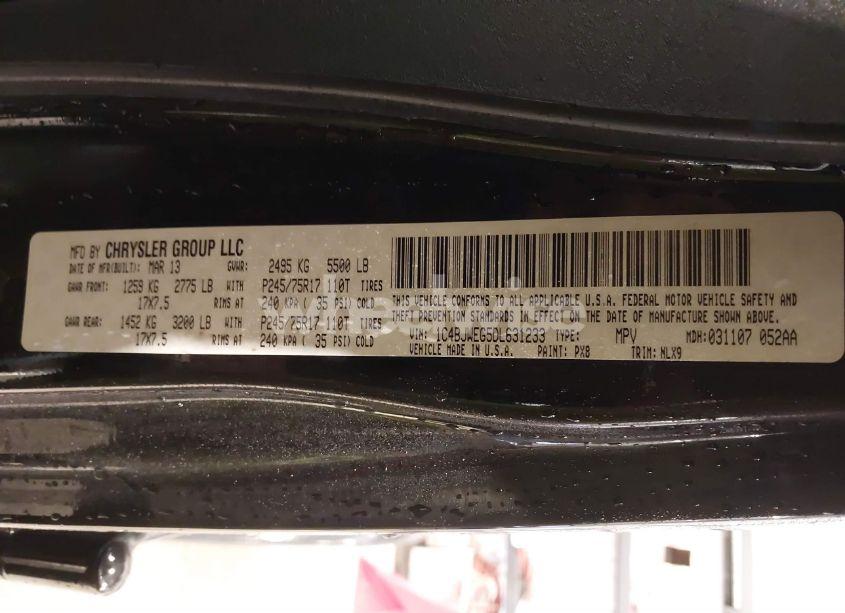 MFD BY CHRYSLER GROUP LLC
DATE OF MFR(BUILT): MAR 13 GVWR: 2495 KG 5500 LB
GAWR FRONT: 1259 KG 2775 LB WITH P245/75R17 110T TIRES
17X7.5 RIMS AT 240 KPA ( 35 PSI) COLD
GAWR REAR: 1452 KG 3200 LB WITH P245/75R17 110T TIRES
17X7.5 RIMS AT 240 KPA ( 35 PSI) COLD
THIS VEHICLE CONFORMS TO ALL APPLICABLE U.S.A. FEDERAL MOTOR VEHICLE SAFETY AND
THEFT PREVENTION STANDARDS IN EFFECT ON THE DATE OF MANUFACTURE SHOWN ABOVE.
VIN: 1C4BJWEG5DL631233 TYPE: MPV MDH: 031107 052AA
VEHICLE MADE IN U.S.A. PAINT: PX8 TRIM: NLX9